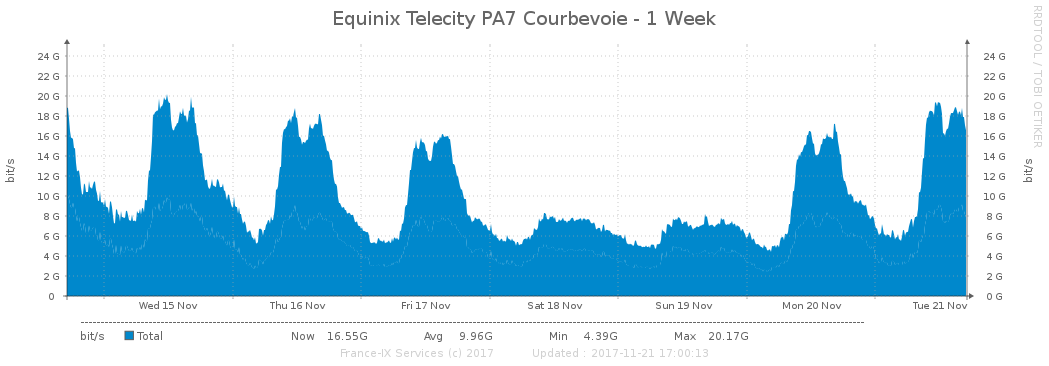 Equinix Telecity PA7 Courbevoie - 1 Week
RRDTOOL / TOBI OETIKER
bit/s
24 G 24 G
22 G 22 G
20 G 20 G
18 G 18 G
16 G 16 G
14 G 14 G
12 G 12 G
10 G 10 G
8 G 8 G
6 G 6 G
4 G 4 G
2 G 2 G
0 0 G
bit/s
Wed 15 Nov Thu 16 Nov Fri 17 Nov Sat 18 Nov Sun 19 Nov Mon 20 Nov Tue 21 Nov
bit/s Total Now 16.55G Avg 9.96G Min 4.39G Max 20.17G
France-IX Services (c) 2017 Updated : 2017-11-21 17:00:13